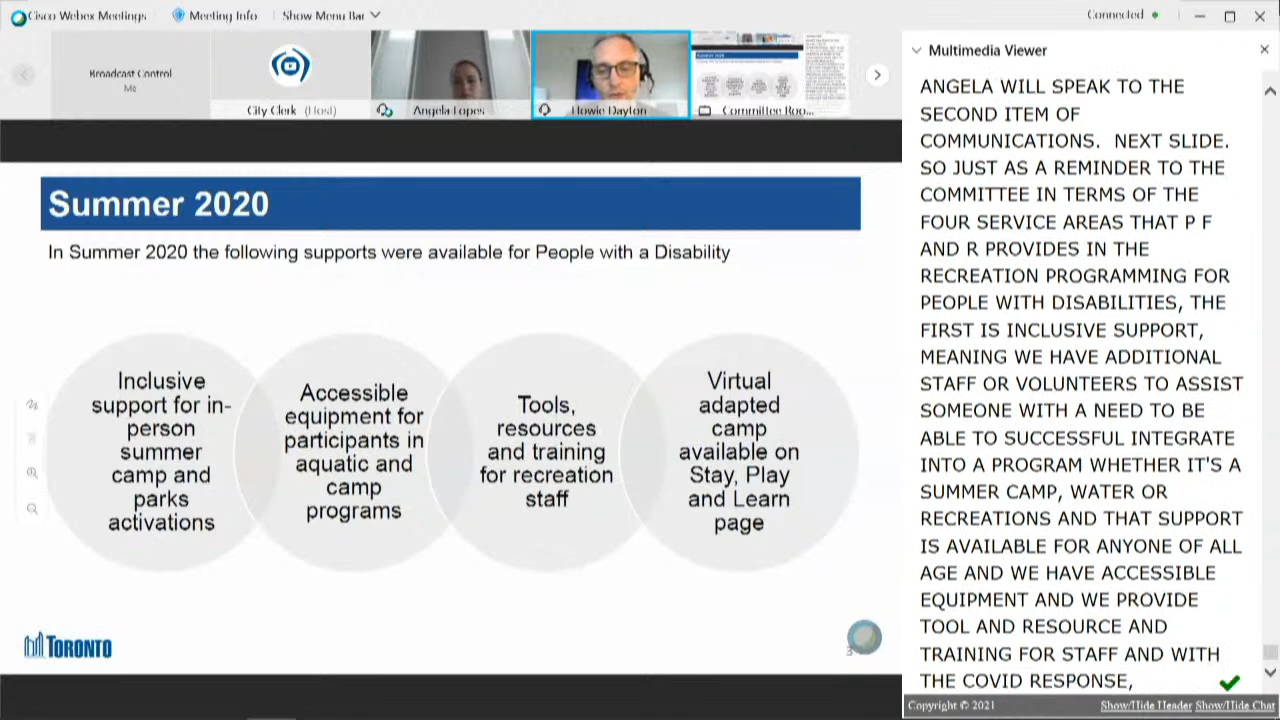 Cisco Webex Meetings
Meeting Info
Show Menu Bar
Connected
Broadcast Control
City Clerk (Host)
Angela Lopes
Howie Dayton
Committee Roo...
Summer 2020
In Summer 2020 the following supports were available for People with a Disability
Inclusive
support for in-
person
summer
camp and
parks
activations
Accessible
equipment for
participants in
aquatic and
camp
programs
Tools,
resources
and training
for recreation
staff
Virtual
adapted
camp
available on
Stay, Play
and Learn
page
TORONTO
3
Multimedia Viewer
ANGELA WILL SPEAK TO THE
SECOND ITEM OF
COMMUNICATIONS.  NEXT SLIDE.
SO JUST AS A REMINDER TO THE
COMMITTEE IN TERMS OF THE
FOUR SERVICE AREAS THAT P F
AND R PROVIDES IN THE
RECREATION PROGRAMMING FOR
PEOPLE WITH DISABILITIES, THE
FIRST IS INCLUSIVE SUPPORT,
MEANING WE HAVE ADDITIONAL
STAFF OR VOLUNTEERS TO ASSIST
SOMEONE WITH A NEED TO BE
ABLE TO SUCCESSFUL INTEGRATE
INTO A PROGRAM WHETHER IT'S A
SUMMER CAMP, WATER OR
RECREATIONS AND THAT SUPPORT
IS AVAILABLE FOR ANYONE OF ALL
AGE AND WE HAVE ACCESSIBLE
EQUIPMENT AND WE PROVIDE
TOOL AND RESOURCE AND
TRAINING FOR STAFF AND WITH
THE COVID RESPONSE,
Copyright © 2021
Show/Hide Header Show/Hide Chat